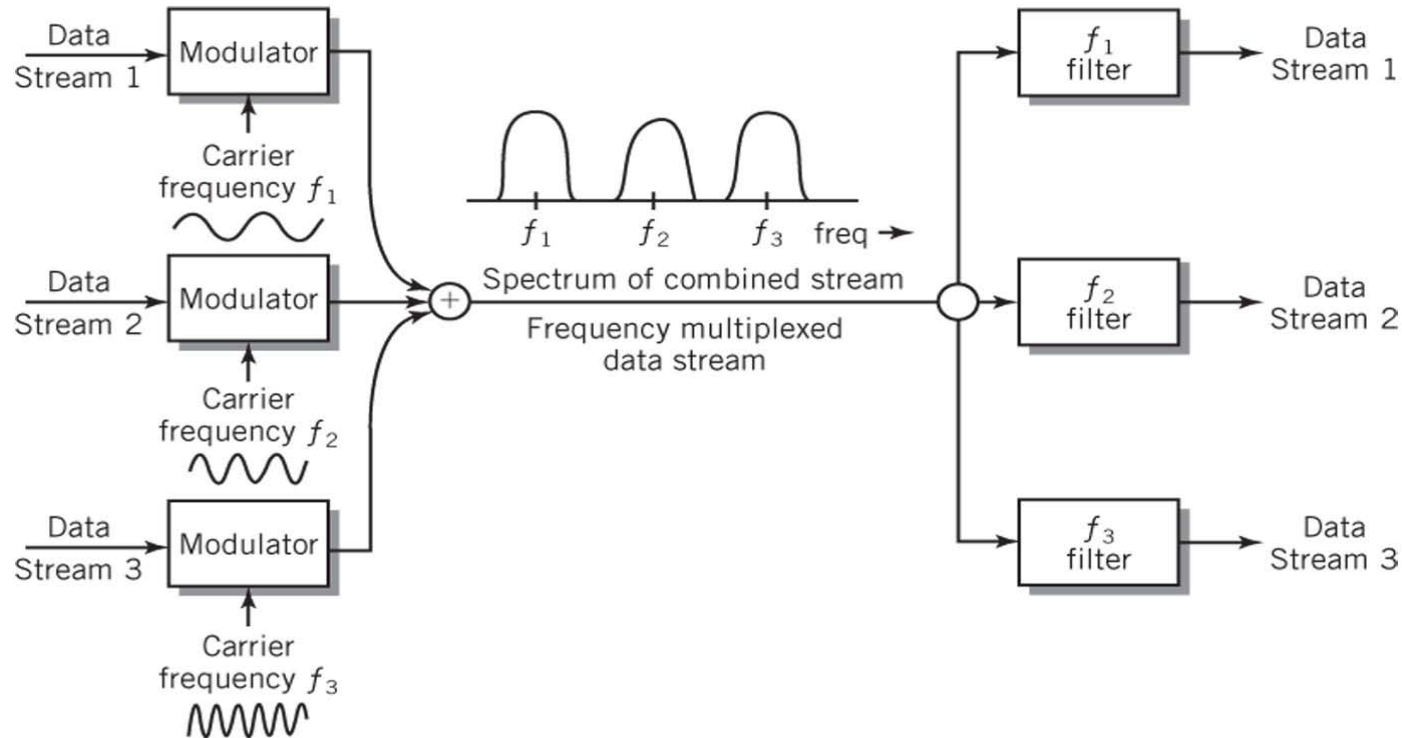 Data
Stream 1
Modulator
Carrier
frequency f₁
Data
Stream 2
Modulator
Carrier
frequency f₂
Data
Stream 3
Modulator
Carrier
frequency f₃
+
f₁
f₂
f₃
freq
Spectrum of combined stream
Frequency multiplexed
data stream
f₁
filter
Data
Stream 1
f₂
filter
Data
Stream 2
f₃
filter
Data
Stream 3